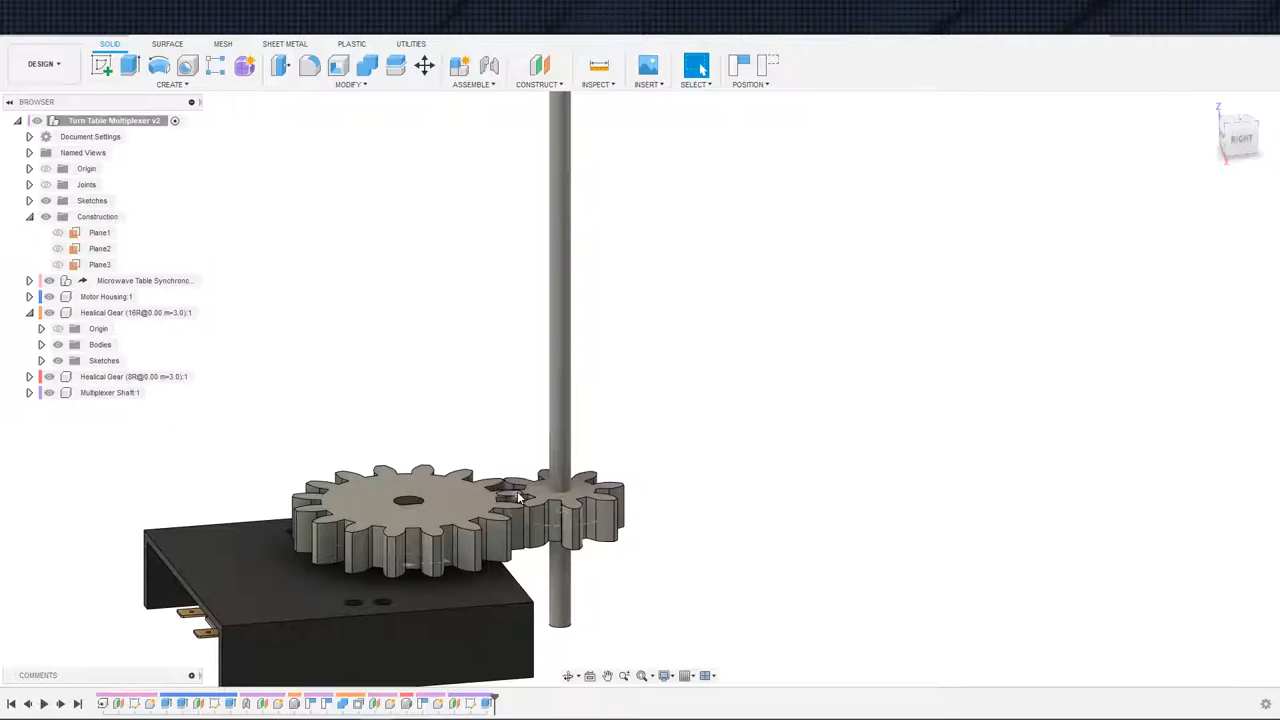 SOLID SURFACE MESH SHEET METAL PLASTIC UTILITIES
DESIGN
CREATE MODIFY ASSEMBLE CONSTRUCT INSPECT INSERT SELECT POSITION
BROWSER
Turn Table Multiplexer v2
Document Settings
Named Views
Origin
Joints
Sketches
Construction
Plane1
Plane2
Plane3
Microwave Table Synchronc...
Motor Housing:1
Healical Gear (16R@0.00 m=3.0):1
Origin
Bodies
Sketches
Healical Gear (8R@0.00 m=3.0):1
Multiplexer Shaft:1
Z
RIGHT
X
COMMENTS